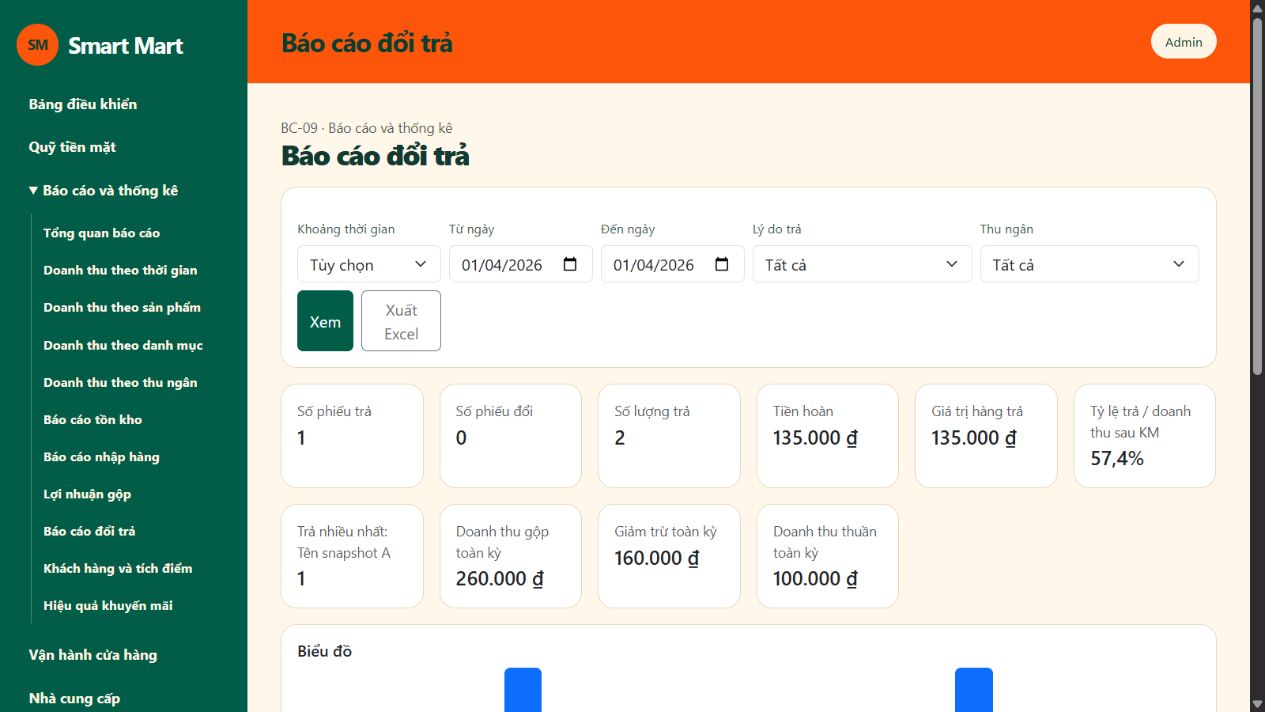 SM Smart Mart
Bảng điều khiển
Quỹ tiền mặt
▼ Báo cáo và thống kê
Tổng quan báo cáo
Doanh thu theo thời gian
Doanh thu theo sản phẩm
Doanh thu theo danh mục
Doanh thu theo thu ngân
Báo cáo tồn kho
Báo cáo nhập hàng
Lợi nhuận gộp
Báo cáo đổi trả
Khách hàng và tích điểm
Hiệu quả khuyến mãi
Vận hành cửa hàng
Nhà cung cấp
Báo cáo đổi trả
Admin
BC-09 · Báo cáo và thống kê
Báo cáo đổi trả
Khoảng thời gian
Tùy chọn
Từ ngày
01/04/2026
Đến ngày
01/04/2026
Lý do trả
Tất cả
Thu ngân
Tất cả
Xem
Xuất
Excel
Số phiếu trả
1
Số phiếu đổi
0
Số lượng trả
2
Tiền hoàn
135.000 ₫
Giá trị hàng trả
135.000 ₫
Tỷ lệ trả / doanh
thu sau KM
57,4%
Trả nhiều nhất:
Tên snapshot A
1
Doanh thu gộp
toàn kỳ
260.000 ₫
Giảm trừ toàn kỳ
160.000 ₫
Doanh thu thuần
toàn kỳ
100.000 ₫
Biểu đồ